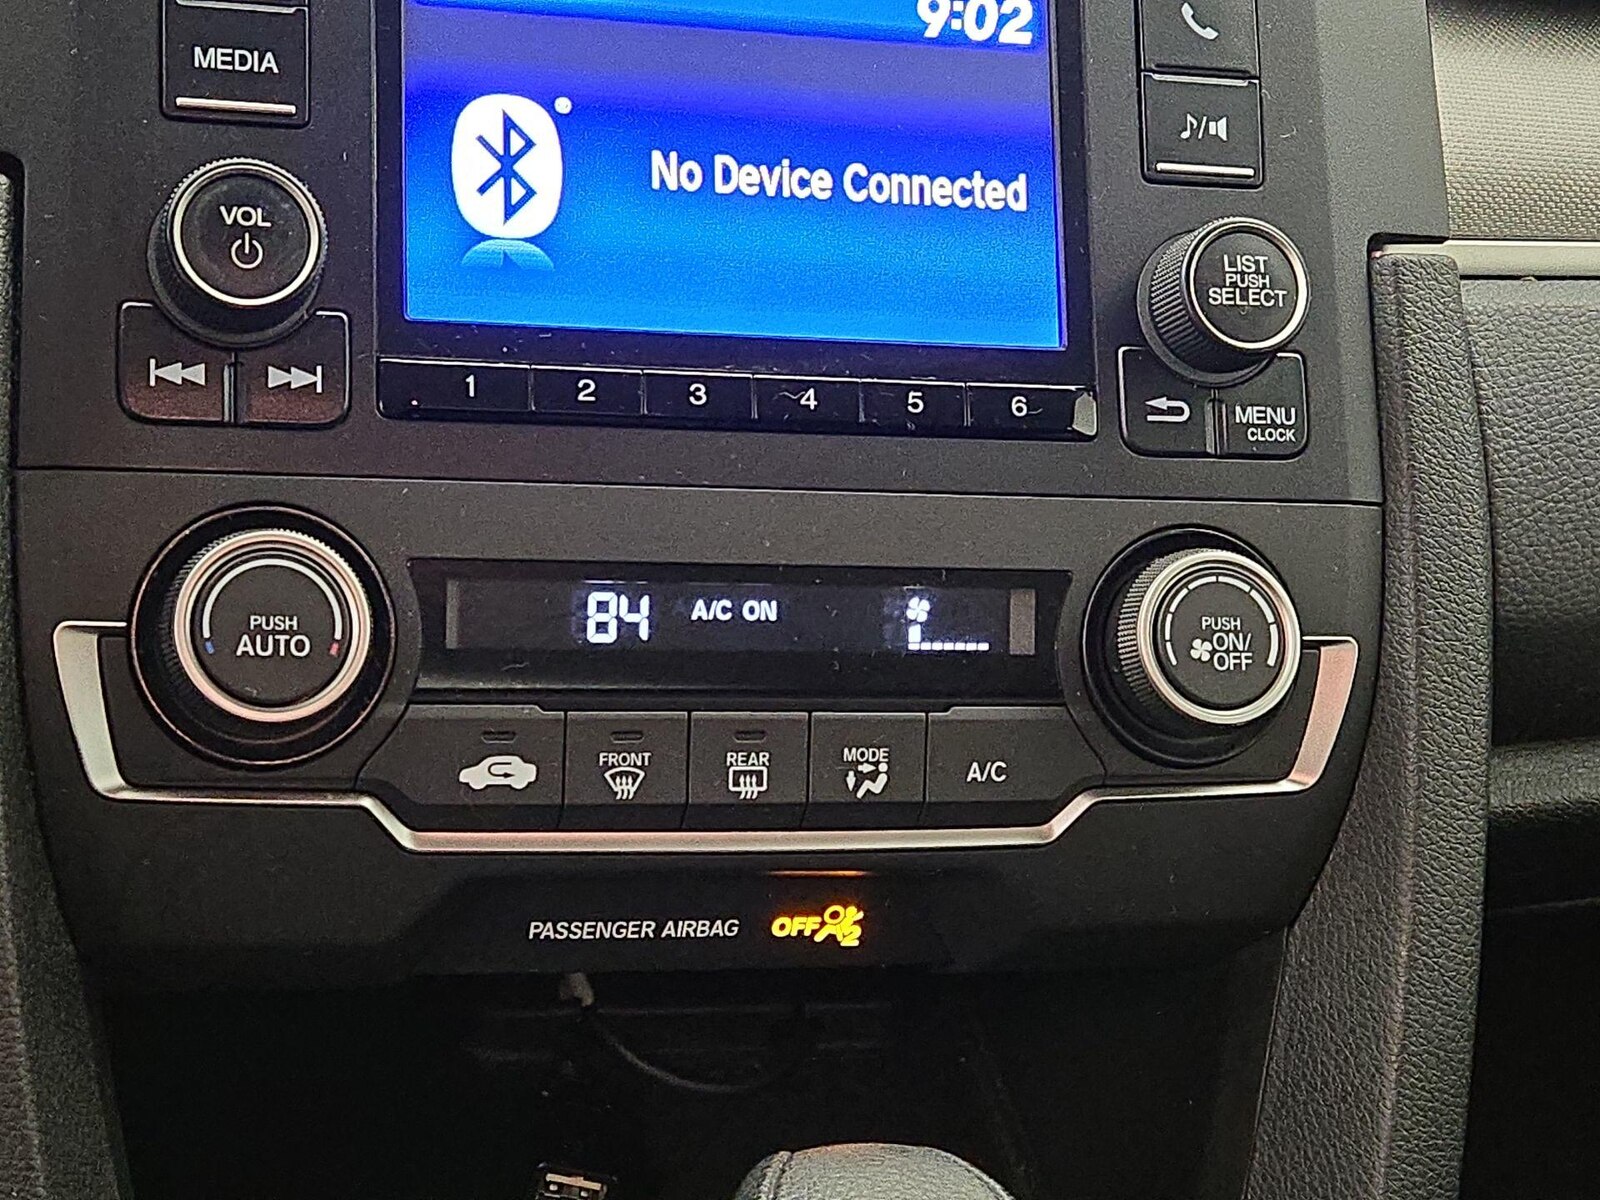 9:02
MEDIA
No Device Connected
VOL
♪/
LIST
PUSH
SELECT
1 2 3 4 5 6
MENU
CLOCK
PUSH
AUTO
84 A/C ON
PUSH
ON/
OFF
FRONT
REAR
MODE
A/C
PASSENGER AIRBAG OFF 2